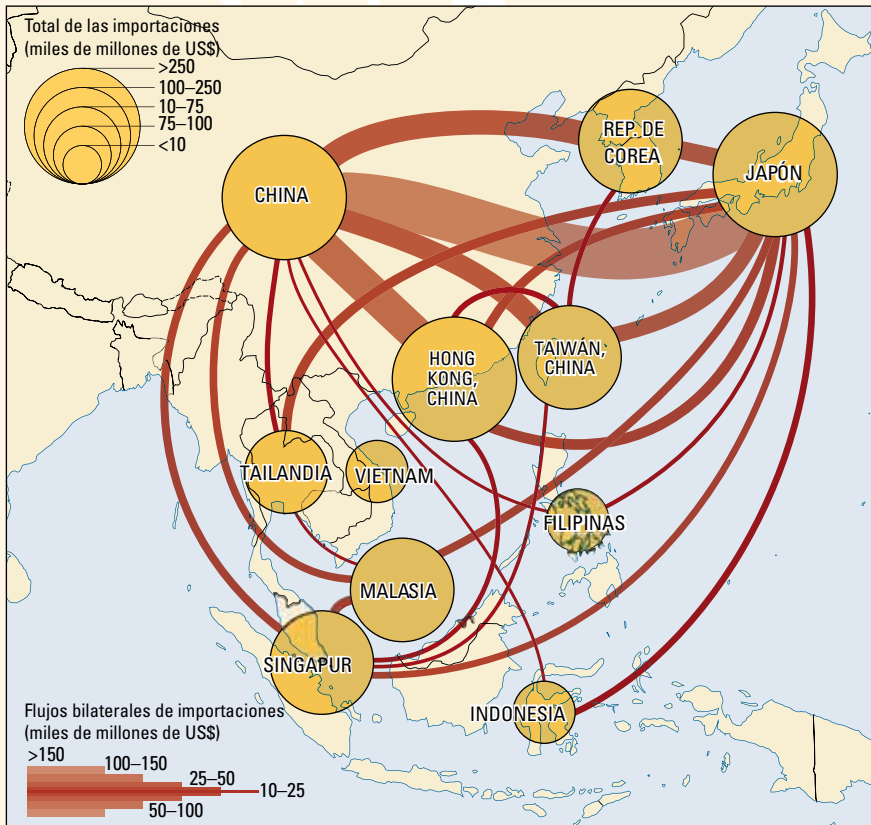 Total de las importaciones
(miles de millones de US$)
>250
100–250
10–75
75–100
<10
REP. DE
COREA
JAPÓN
CHINA
HONG
KONG,
CHINA
TAIWÁN,
CHINA
TAILANDIA
VIETNAM
FILIPINAS
MALASIA
SINGAPUR
INDONESIA
Flujos bilaterales de importaciones
(miles de millones de US$)
>150
100–150
25–50
10–25
50–100